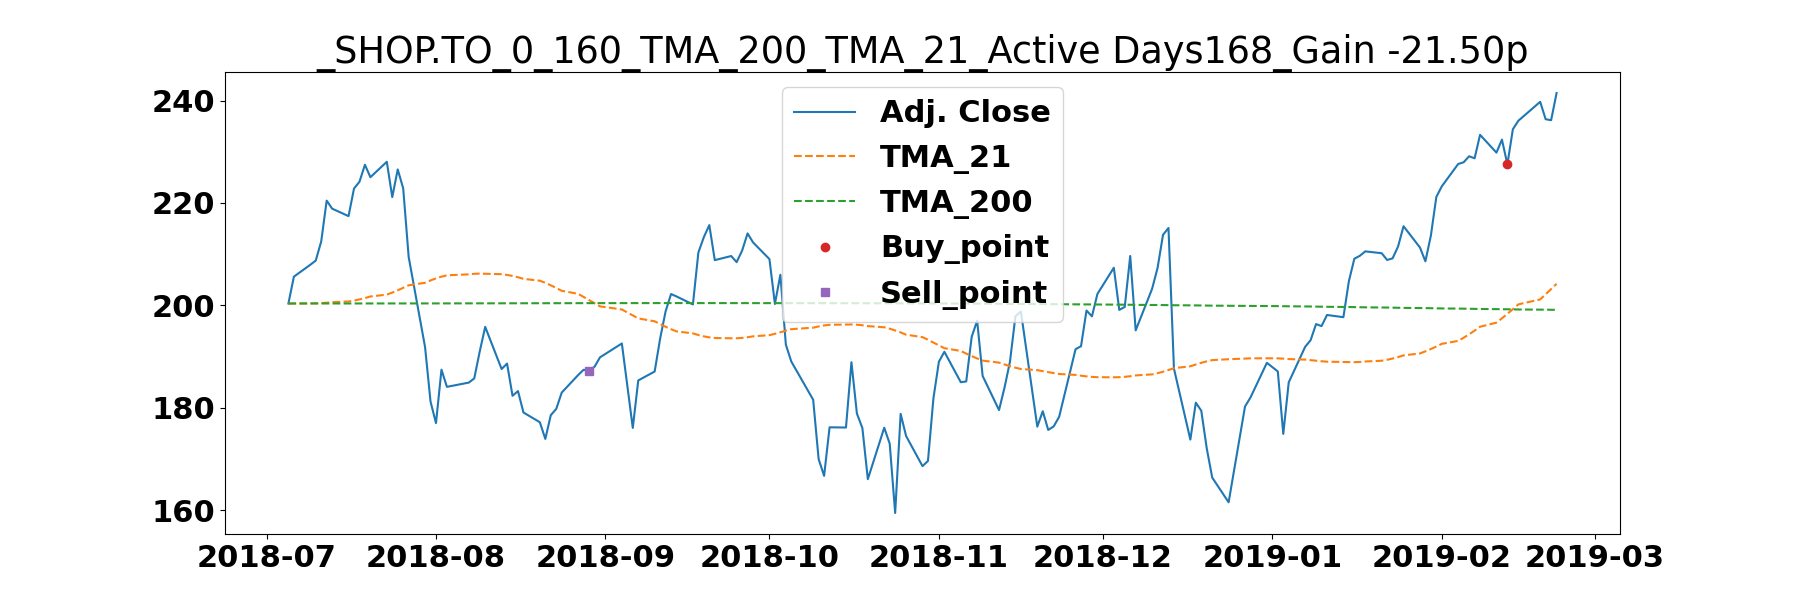 _SHOP.TO_0_160_TMA_200_TMA_21_Active Days168_Gain -21.50p
240
220
200
180
160
Adj. Close
TMA_21
TMA_200
Buy_point
Sell_point
2018-07 2018-08 2018-09 2018-10 2018-11 2018-12 2019-01 2019-02 2019-03